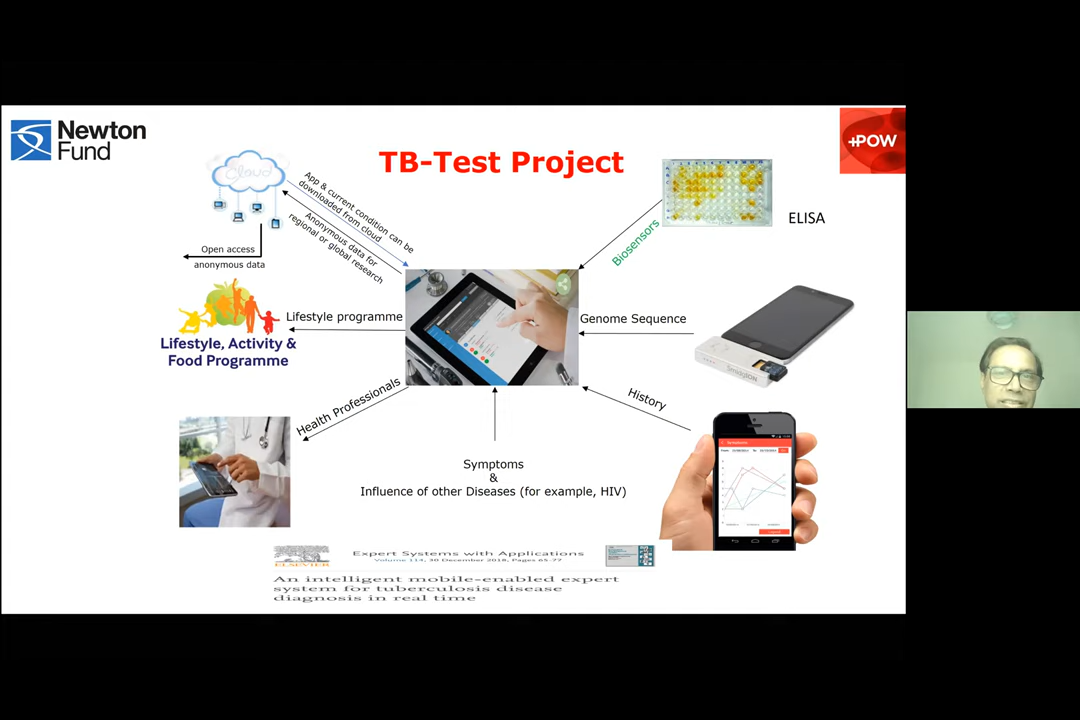 Newton
Fund
TB-Test Project
+POW
Cloud
App & current condition can be
downloaded from cloud
Anonymous data for
regional or global research
Biosensors
ELISA
Open access
anonymous data
Lifestyle programme
Genome Sequence
Lifestyle, Activity &
Food Programme
SmidgION
Health Professionals
History
Symptoms
&
Influence of other Diseases (for example, HIV)
ELSEVIER
Expert Systems with Applications
Volume 114, 30 December 2018, Pages 65-77
An intelligent mobile-enabled expert
system for tuberculosis disease
diagnosis in real time